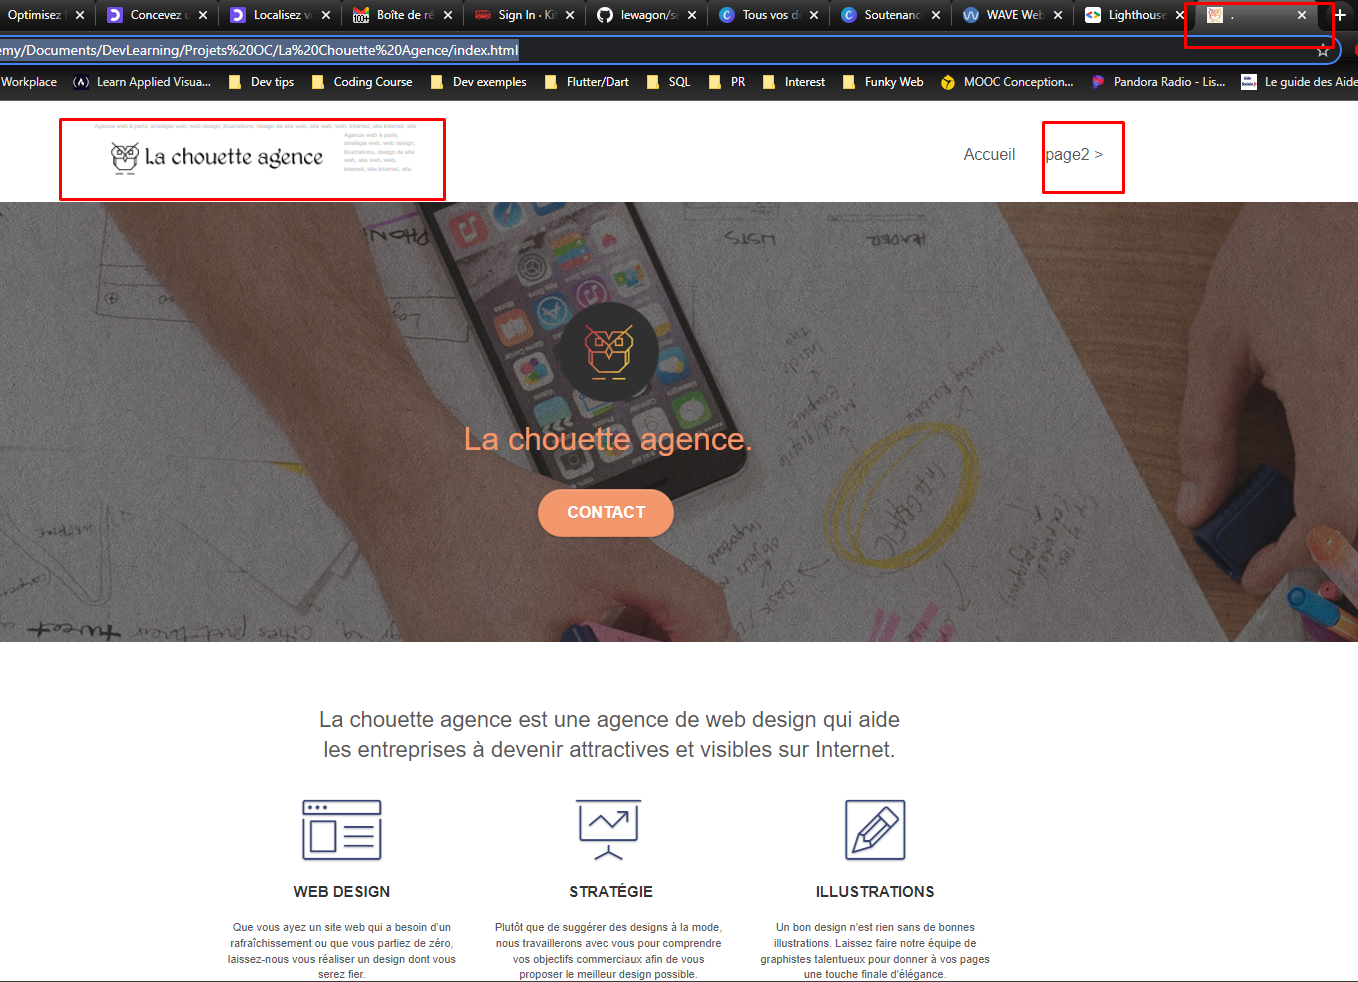 Optimisez
Concevez u
Localisez vo
Boîte de ré
Sign In · Kit
lewagon/se
Tous vos de
Soutenance
WAVE Web
Lighthouse
.
emy/Documents/DevLearning/Projets%20OC/La%20Chouette%20Agence/index.html
Workplace
Learn Applied Visua...
Dev tips
Coding Course
Dev exemples
Flutter/Dart
SQL
PR
Interest
Funky Web
MOOC Conception...
Pandora Radio - Lis...
Le guide des Aide
Agence web à paris, stratégie web, web design, illustrations, design de site web, site web, web, internet, site internet, site
Agence web à paris,
stratégie web, web design,
illustrations, design de site
web, site web, web,
internet, site internet, site
La chouette agence
Accueil
page2 >
LISTS
HEADER
INFOGRAFIC
tweet
La chouette agence.
CONTACT
La chouette agence est une agence de web design qui aide
les entreprises à devenir attractives et visibles sur Internet.
WEB DESIGN
Que vous ayez un site web qui a besoin d'un
rafraîchissement ou que vous partiez de zéro,
laissez-nous vous réaliser un design dont vous
serez fier.
STRATÉGIE
Plutôt que de suggérer des designs à la mode,
nous travaillerons avec vous pour comprendre
vos objectifs commerciaux afin de vous
proposer le meilleur design possible.
ILLUSTRATIONS
Un bon design n'est rien sans de bonnes
illustrations. Laissez faire notre équipe de
graphistes talentueux pour donner à vos pages
une touche finale d'élégance.